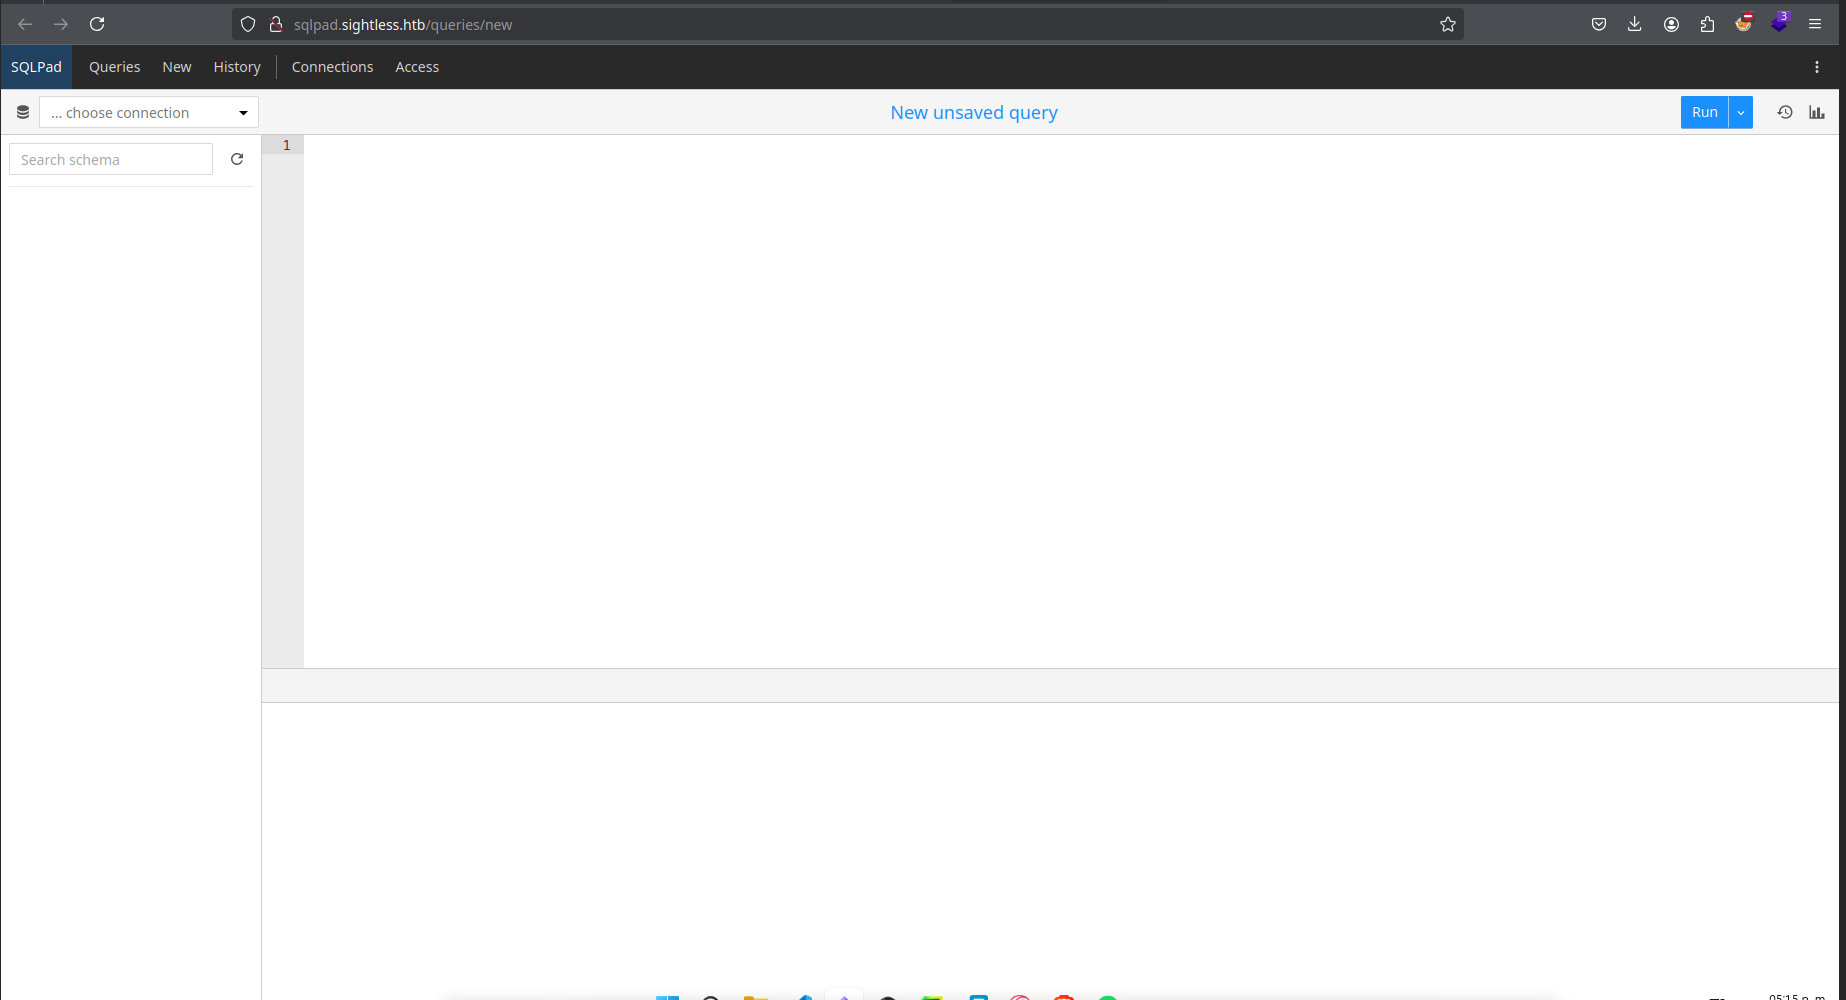 sqlpad.sightless.htb/queries/new
3
SQLPad Queries New History Connections Access
... choose connection
New unsaved query
Run
Search schema
1
05:15 p. m.